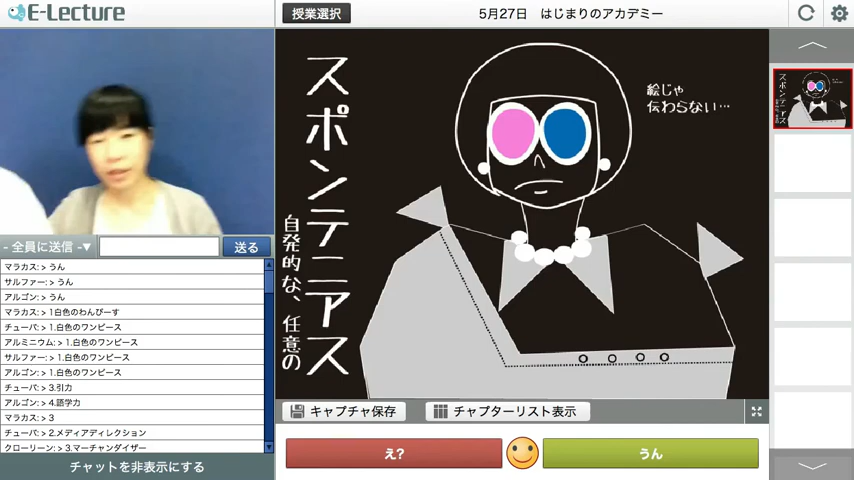 E-Lecture
授業選択
5月27日　はじまりのアカデミー
スポンテニアス
自発的な、任意の
絵じゃ
伝わらない…
- 全員に送信 -▼
送る
マラカス: > うん
サルファー: > うん
アルゴン: > うん
マラカス: > 1白色のわんぴーす
チューバ: > 1.白色のワンピース
アルミニウム: > 1.白色のワンピース
サルファー: > 1.白色のワンピース
アルゴン: > 1.白色のワンピース
チューバ: > 3.引力
アルゴン: > 4.語学力
マラカス: > 3
チューバ: > 2.メディアディレクション
クローリーン: > 3.マーチャンダイザー
チャットを非表示にする
キャプチャ保存
チャプターリスト表示
え?
うん